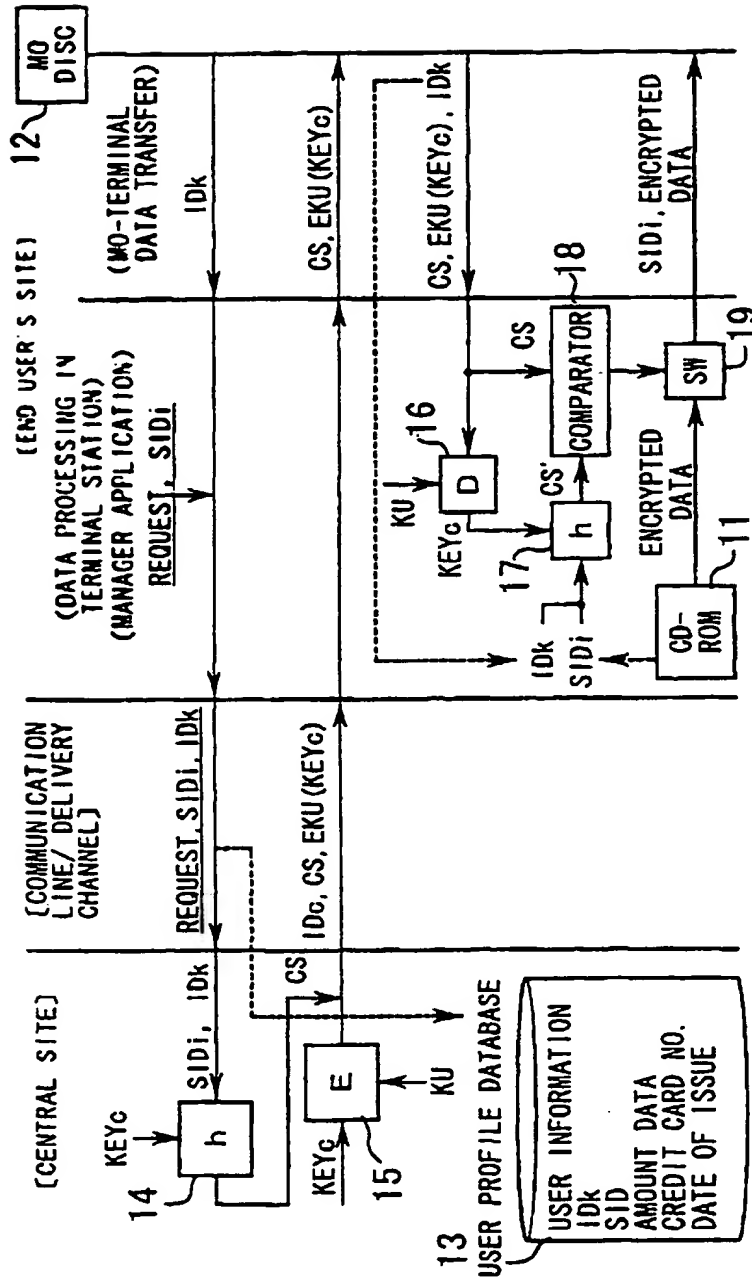 [CENTRAL SITE]
[COMMUNICATION
LINE/ DELIVERY
CHANNEL]
[END USER'S SITE]
(DATA PROCESSING IN
TERMINAL STATION)
(MANAGER APPLICATION)
REQUEST, SIDi
(MO-TERMINAL
DATA TRANSFER)
12
MO
DISC
KEYc
SIDi, IDk
REQUEST, SIDi, IDk
IDk
h
14
CS
IDc, CS, EKU(KEYc)
CS, EKU(KEYc)
E
KEYc
15
KU
CS, EKU(KEYc), IDk
KU
D
16
KEYc
CS
IDk
SIDi
17
h
CS'
COMPARATOR
18
CD-
ROM
11
ENCRYPTED
DATA
SW
19
SIDi, ENCRYPTED
DATA
13
USER PROFILE DATABASE
USER INFORMATION
IDk
SID
AMOUNT DATA
CREDIT CARD NO.
DATE OF ISSUE